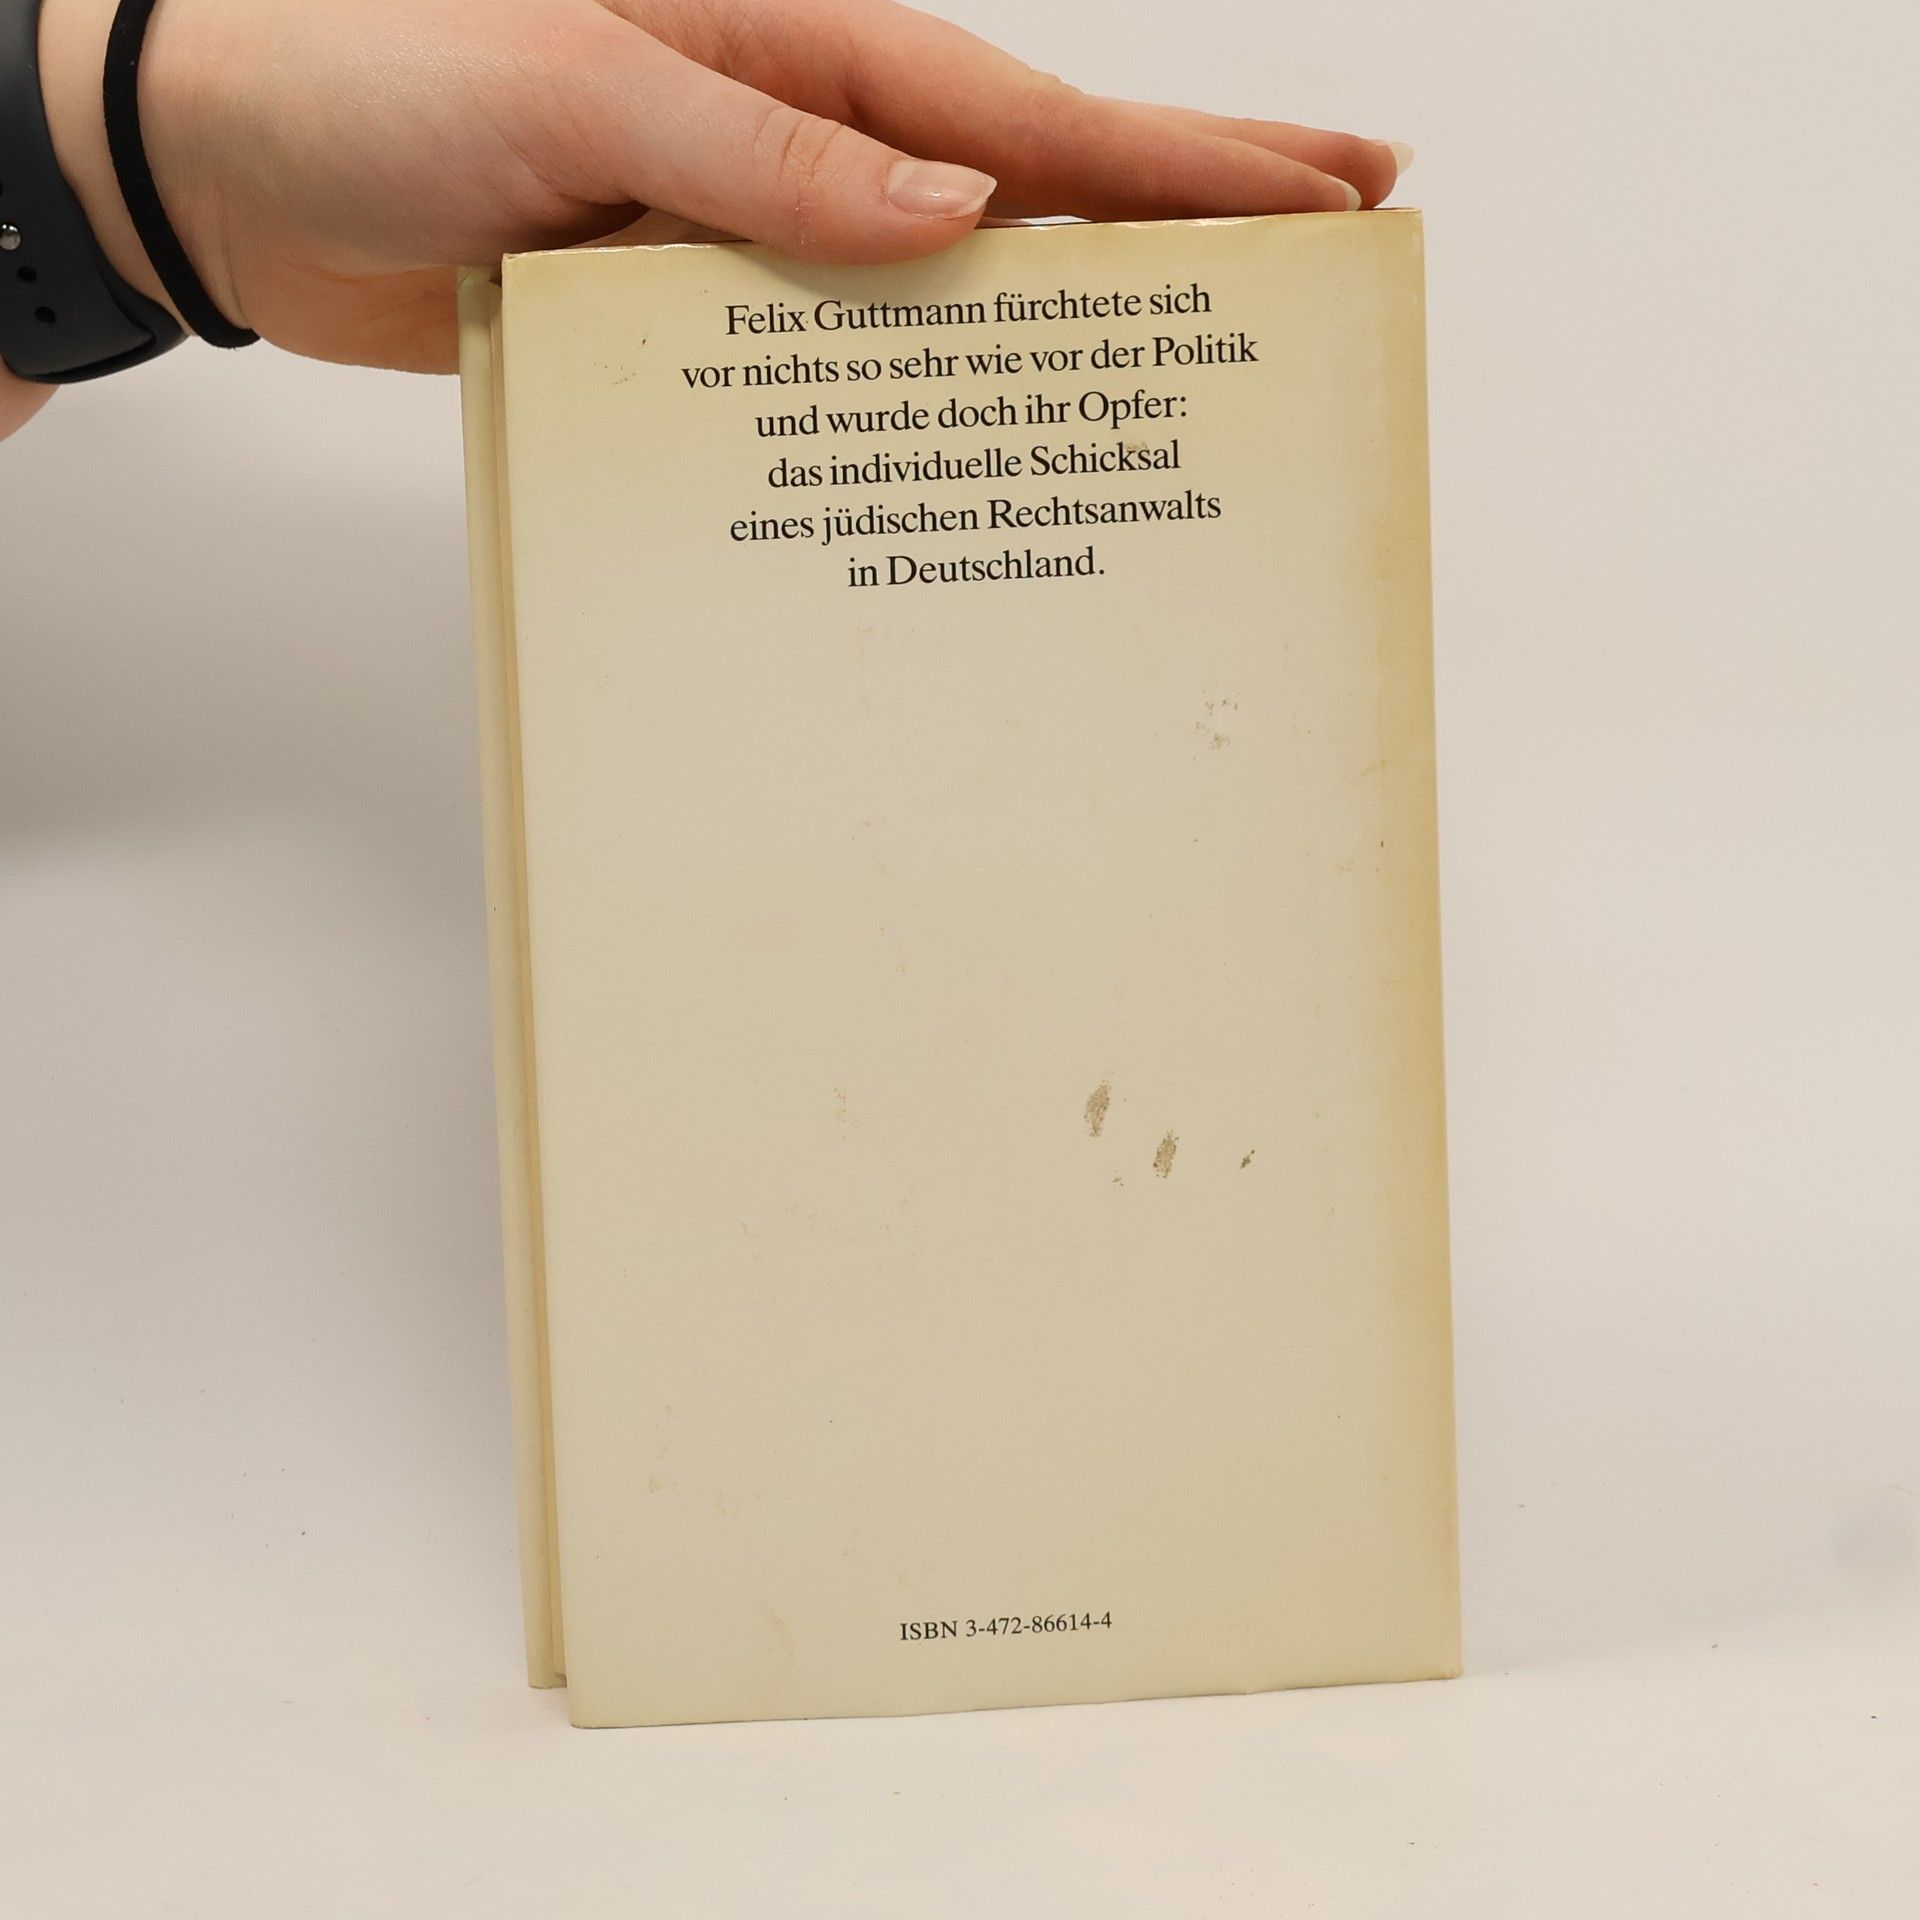 Felix Guttmann fürchtete sich
vor nichts so sehr wie vor der Politik
und wurde doch ihr Opfer:
das individuelle Schicksal
eines jüdischen Rechtsanwalts
in Deutschland.
ISBN 3-472-86614-4